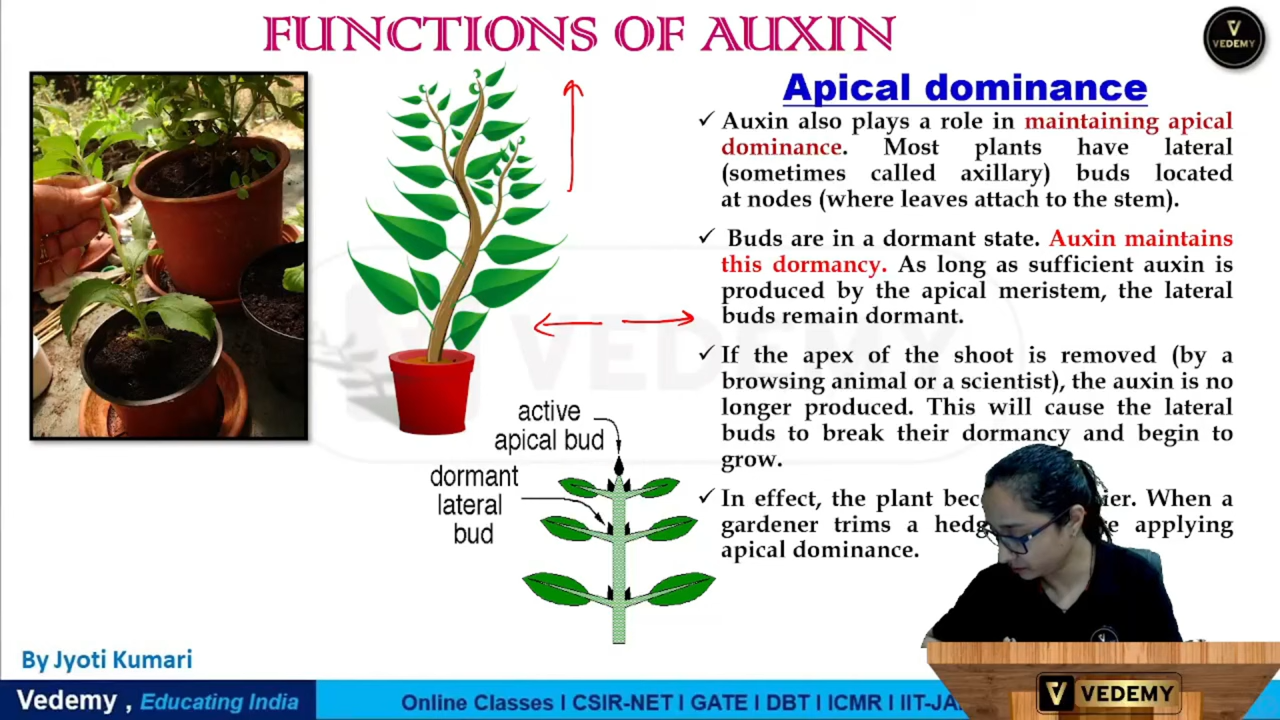 FUNCTIONS OF AUXIN
V
VEDEMY
Apical dominance
✓ Auxin also plays a role in maintaining apical
dominance. Most plants have lateral
(sometimes called axillary) buds located
at nodes (where leaves attach to the stem).
✓ Buds are in a dormant state. Auxin maintains
this dormancy. As long as sufficient auxin is
produced by the apical meristem, the lateral
buds remain dormant.
✓ If the apex of the shoot is removed (by a
browsing animal or a scientist), the auxin is no
longer produced. This will cause the lateral
buds to break their dormancy and begin to
grow.
✓ In effect, the plant
When a
gardener trims a
applying
apical dominance.
VEDEMY
active
apical bud
dormant
lateral
bud
By Jyoti Kumari
Vedemy , Educating India
Online Classes I CSIR-NET I GATE I DBT I ICMR I
V VEDEMY